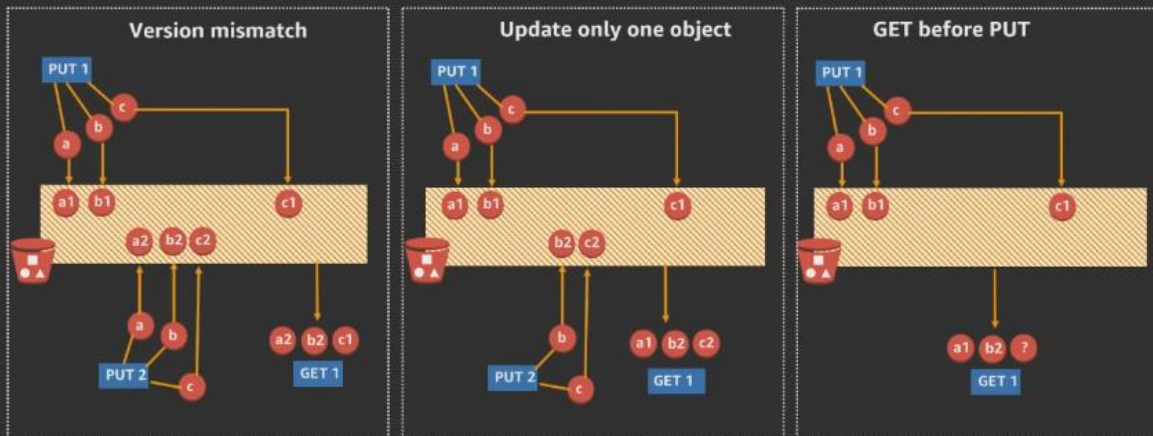 Version mismatch
PUT 1
c
b
a
a1 b1 c1
a2 b2 c2
a
b
a2 b2 c1
PUT 2
GET 1
c
Update only one object
PUT 1
c
b
a
a1 b1 c1
b2 c2
b
a1 b2 c2
PUT 2
GET 1
c
GET before PUT
PUT 1
c
b
a
a1 b1 c1
a1 b2 ?
GET 1